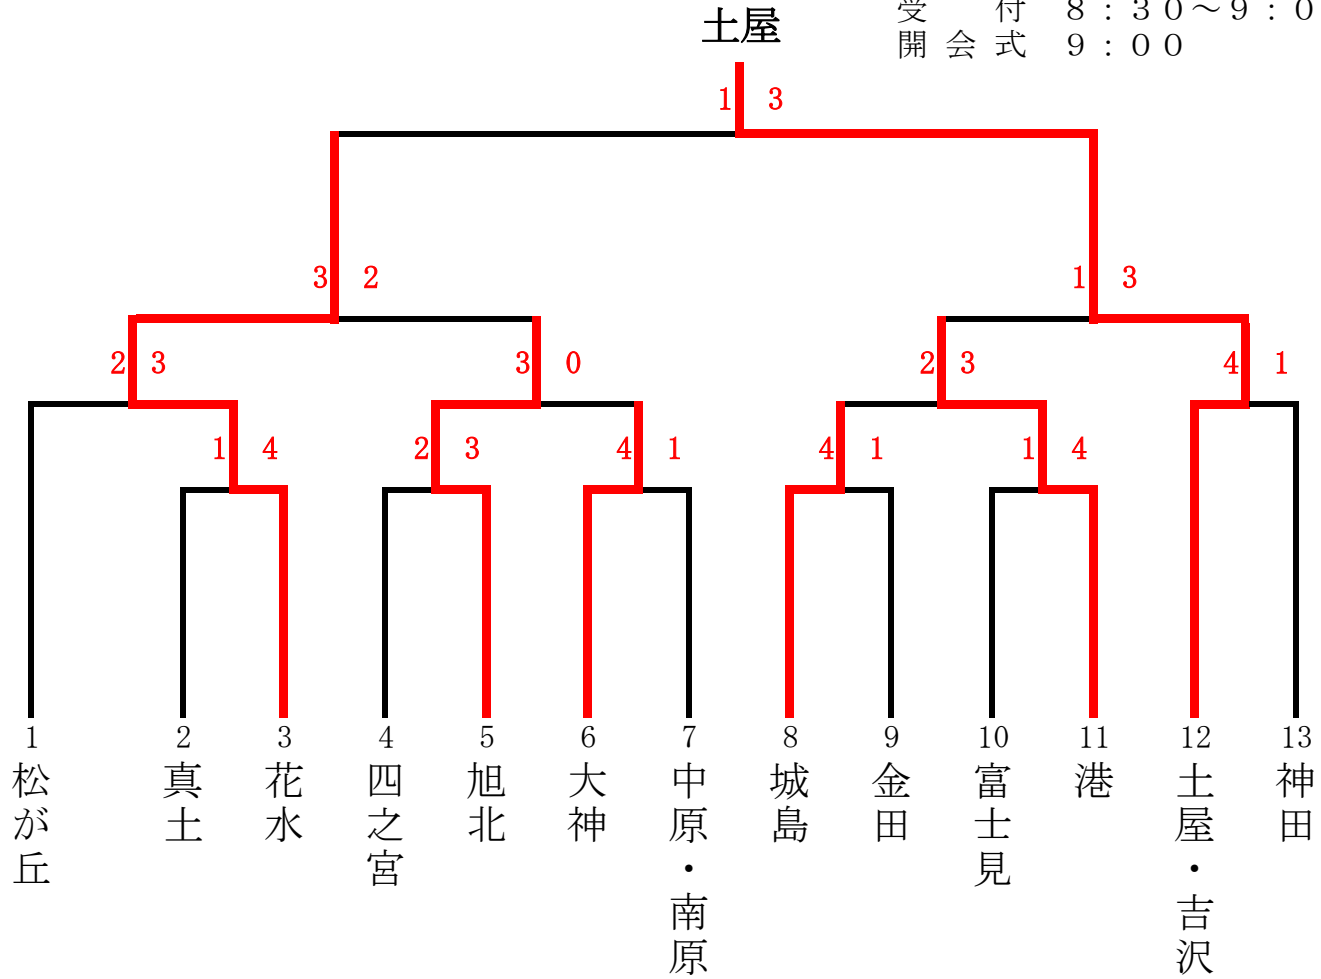 受　付　８：３０～９：０
土屋
開会式　９：００
1 3
3 2
1 3
2 3
3 0
2 3
4 1
1 4
2 3
4 1
4 1
1 4
1 2 3 4 5 6 7 8 9 10 11 12 13
松が丘
真土
花水
四之宮
旭北
大神
中原・南原
城島
金田
富士見
港
土屋・吉沢
神田